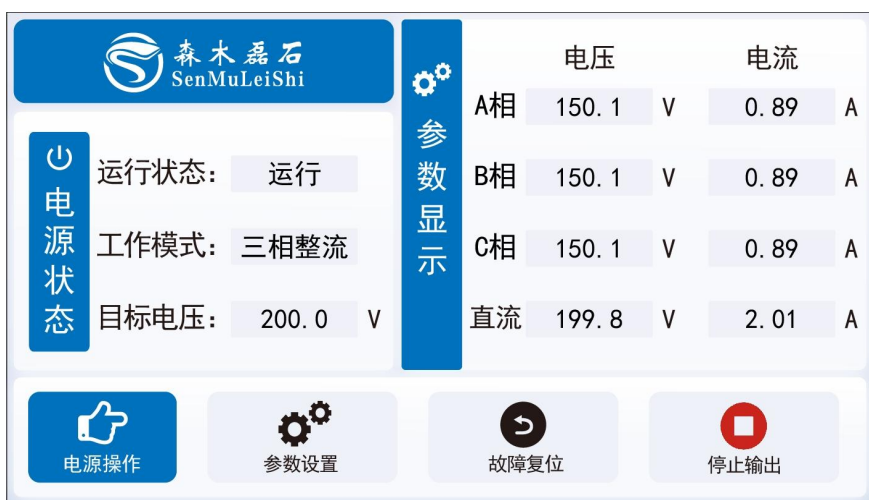 森木磊石
SenMuLeiShi
电源状态
运行状态： 运行
工作模式： 三相整流
目标电压： 200.0 V
参数显示
电压 电流
A相 150.1 V 0.89 A
B相 150.1 V 0.89 A
C相 150.1 V 0.89 A
直流 199.8 V 2.01 A
电源操作
参数设置
故障复位
停止输出